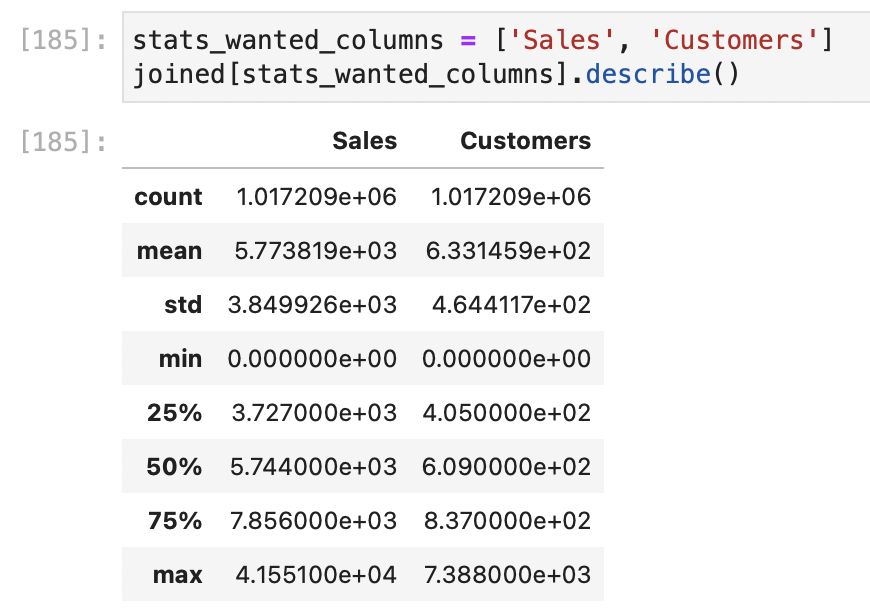 [185]: stats_wanted_columns = ['Sales', 'Customers']
joined[stats_wanted_columns].describe()
[185]: Sales Customers
count 1.017209e+06 1.017209e+06
mean 5.773819e+03 6.331459e+02
std 3.849926e+03 4.644117e+02
min 0.000000e+00 0.000000e+00
25% 3.727000e+03 4.050000e+02
50% 5.744000e+03 6.090000e+02
75% 7.856000e+03 8.370000e+02
max 4.155100e+04 7.388000e+03